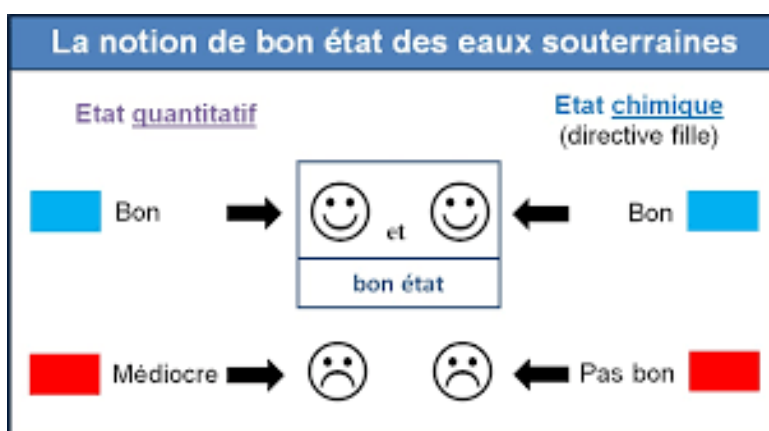 La notion de bon état des eaux souterraines
Etat quantitatif
Etat chimique
(directive fille)
Bon
et
Bon
bon état
Médiocre
Pas bon